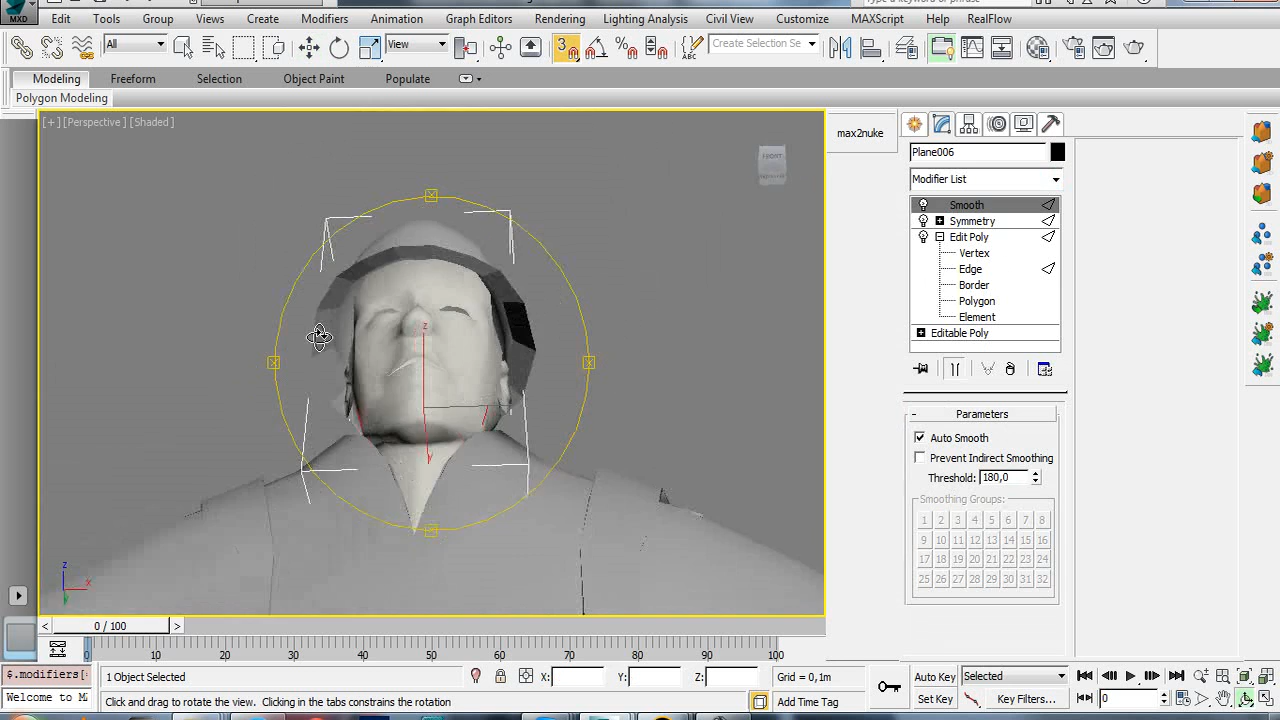 MXD
Edit Tools Group Views Create Modifiers Animation Graph Editors Rendering Lighting Analysis Civil View Customize MAXScript Help RealFlow
All View 3 ABC Create Selection Se
Modeling Freeform Selection Object Paint Populate
Polygon Modeling
[+] [Perspective] [Shaded]
FRONT
max2nuke
Plane006
Modifier List
Smooth
Symmetry
Edit Poly
Vertex
Edge
Border
Polygon
Element
Editable Poly
z
y
Parameters
Auto Smooth
Prevent Indirect Smoothing
Threshold: 180,0
Smoothing Groups:
1 2 3 4 5 6 7 8
9 10 11 12 13 14 15 16
17 18 19 20 21 22 23 24
25 26 27 28 29 30 31 32
z
x
y
< 0 / 100 >
0 10 20 30 40 50 60 70 80 90 100
$.modifiers[ 1 Object Selected X: Y: Z: Grid = 0,1m Auto Key Selected
Welcome to M Click and drag to rotate the view. Clicking in the tabs constrains the rotation Add Time Tag Set Key Key Filters... 0